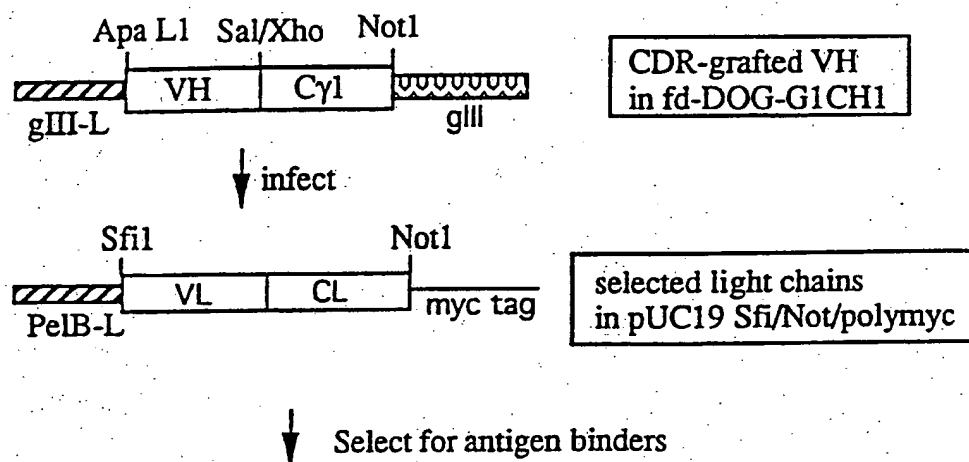 Apa L1 Sal/Xho Not1
VH Cγ1
gIII-L gIII
CDR-grafted VH
in fd-DOG-G1CH1
infect
Sfi1 Not1
VL CL
PelB-L myc tag
selected light chains
in pUC19 Sfi/Not/polymyc
Select for antigen binders